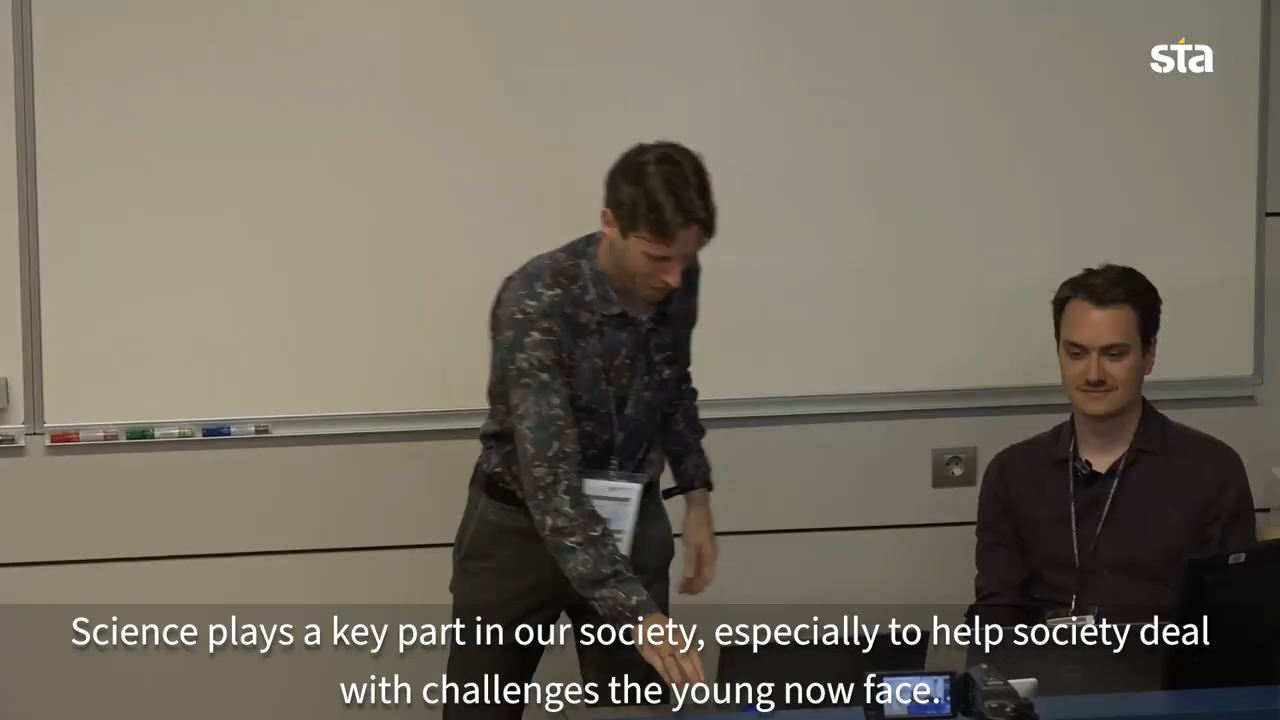 sta
Science plays a key part in our society, especially to help society deal
with challenges the young now face.